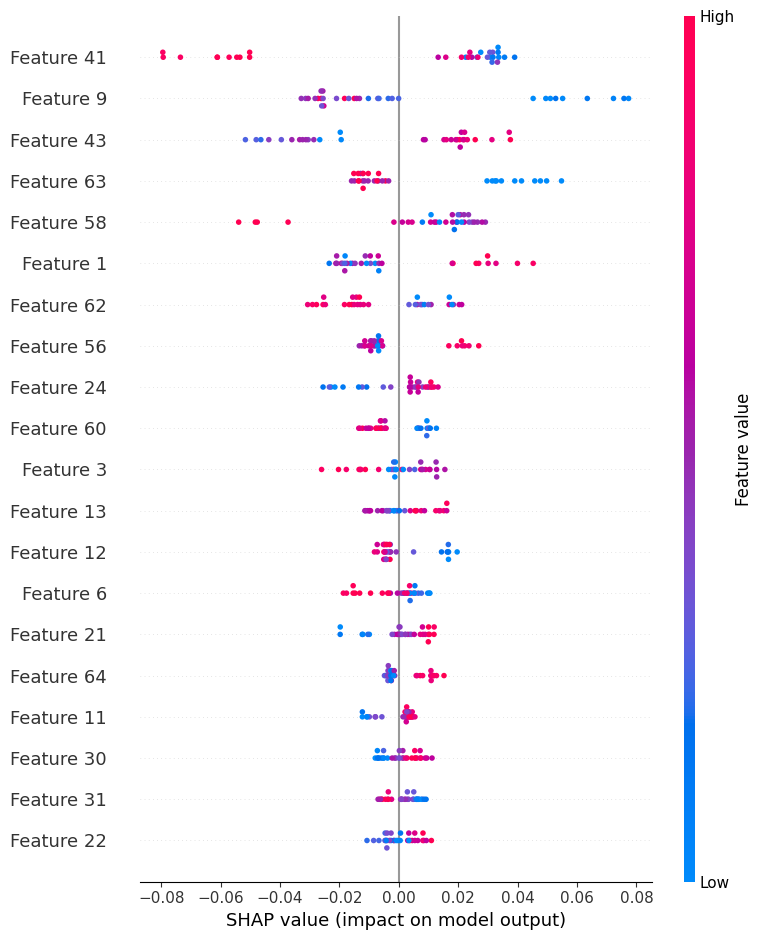 High
Feature 41
Feature 9
Feature 43
Feature 63
Feature 58
Feature 1
Feature 62
Feature 56
Feature 24
Feature 60
Feature 3
Feature 13
Feature 12
Feature 6
Feature 21
Feature 64
Feature 11
Feature 30
Feature 31
Feature 22
Feature value
Low
−0.08 −0.06 −0.04 −0.02 0.00 0.02 0.04 0.06 0.08
SHAP value (impact on model output)